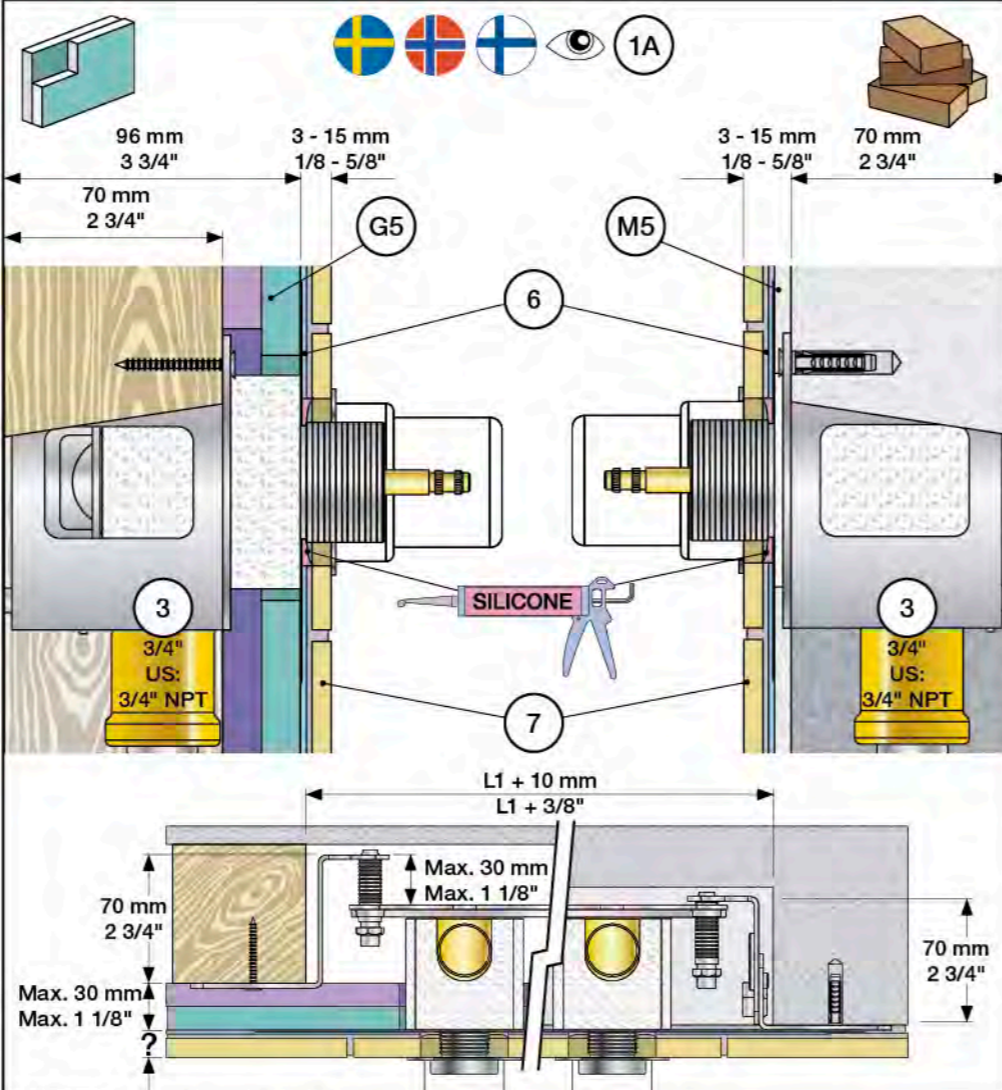 1A
96 mm
3 3/4"
3 - 15 mm
1/8 - 5/8"
3 - 15 mm
1/8 - 5/8"
70 mm
2 3/4"
70 mm
2 3/4"
G5
M5
6
SILICONE
3
3/4"
US:
3/4" NPT
3
3/4"
US:
3/4" NPT
7
L1 + 10 mm
L1 + 3/8"
Max. 30 mm
Max. 1 1/8"
70 mm
2 3/4"
70 mm
2 3/4"
Max. 30 mm
Max. 1 1/8"
?